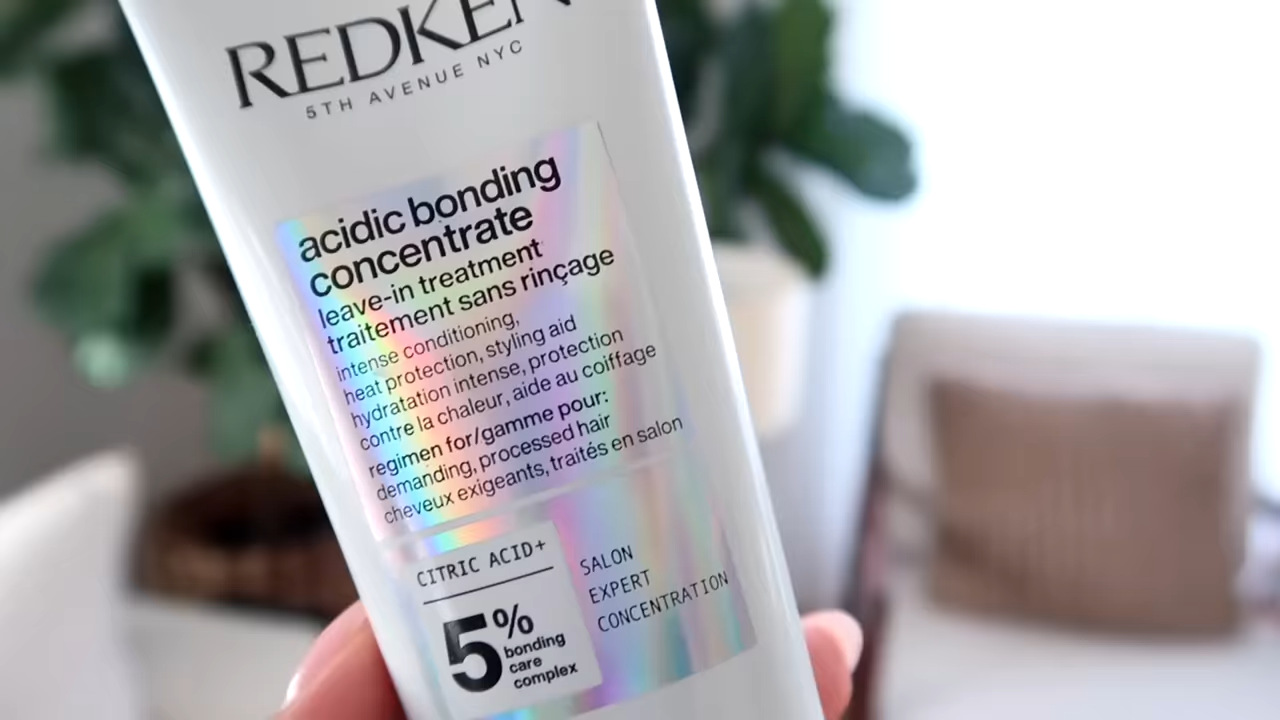 REDKEN
5TH AVENUE NYC
acidic bonding
concentrate
leave-in treatment
traitement sans rinçage
intense conditioning,
heat protection, styling aid
hydratation intense, protection
contre la chaleur, aide au coiffage
regimen for/gamme pour:
demanding, processed hair
cheveux exigeants, traités en salon
CITRIC ACID+
5%
bonding
care
complex
SALON
EXPERT
CONCENTRATION